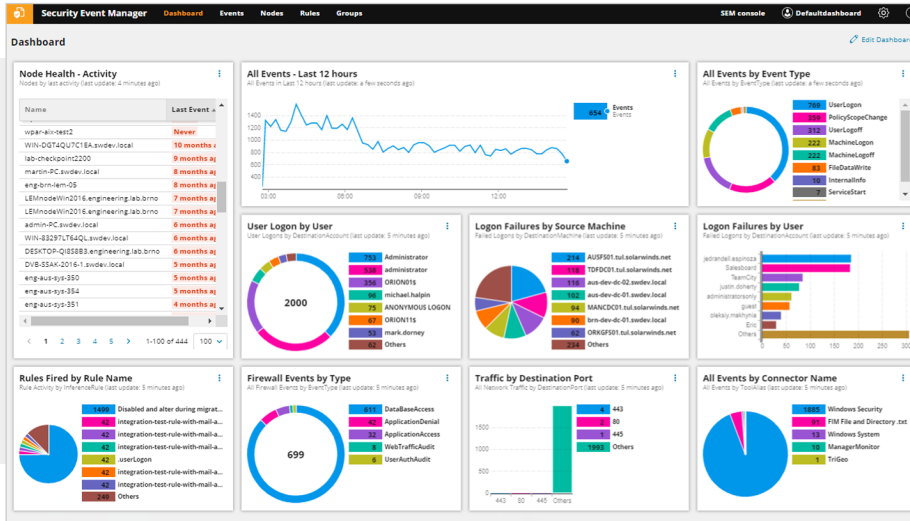 Security Event Manager Dashboard Events Nodes Rules Groups SEM console Defaultdashboard
Dashboard
Edit Dashboard
Node Health - Activity
Nodes by last activity (last update: 4 minutes ago)
Name Last Event
wpar-aix-test2 Never
WIN-DGT4QU7C1EA.swdev.local 10 months a
lab-checkpoint2200 9 months ag
martin-PC.swdev.local 8 months ag
eng-brn-lem-05 8 months ag
LEMnodeWin2016.engineering.lab.brno 7 months ag
LEMnodeWin2016.engineering.lab.brno 7 months ag
admin-PC.swdev.local 6 months ag
WIN-83297LT64QL.swdev.local 6 months ag
DESKTOP-QI8S8B3.engineering.lab.brno 6 months ag
DVB-SSAK-2016-1.swdev.local 5 months ag
eng-aus-sys-350 5 months ag
eng-aus-sys-354 5 months ag
eng-aus-sys-351 4 months ag
1 2 3 4 5 1-100 of 444 100
All Events - Last 12 hours
All Events in Last 12 hours (last update: a few seconds ago)
1400
1200
1000
800
600
400
03:00 06:00 09:00 12:00
654 Events
Events
All Events by Event Type
All Events by EventType (last update: a few seconds ago)
769 UserLogon
359 PolicyScopeChange
312 UserLogoff
222 MachineLogon
222 MachineLogoff
83 FileDataWrite
10 InternalInfo
7 ServiceStart
User Logon by User
User Logons by DestinationAccount (last update: 5 minutes ago)
2000
753 Administrator
538 administrator
356 ORION01$
96 michael.halpin
75 ANONYMOUS LOGON
67 ORION11$
53 mark.dorney
62 Others
Logon Failures by Source Machine
Failed Logons by DestinationMachine (last update: 5 minutes ago)
214 AUSFS01.tul.solarwinds.net
118 TDFDC01.tul.solarwinds.net
110 aus-dev-dc-02.swdev.local
102 aus-dev-dc-01.swdev.local
94 MANCDC01.tul.solarwinds.net
90 brn-dev-dc-01.swdev.local
62 ORKGFS01.tul.solarwinds.net
234 Others
Logon Failures by User
Failed Logons by DestinationAccount (last update: 5 minutes ago)
jadrandell.espinoza
Salesboard
TeamCity
justin.doherty
administratorsonly
guest
oleksiy.makhynia
Eric
Others
0 50 100 150 200 250 300
Rules Fired by Rule Name
Rule Activity by InferenceRule (last update: 5 minutes ago)
1499 Disabled and alter during migrat...
42 integration-test-rule-with-mail-a...
42 integration-test-rule-with-mail-a...
42 integration-test-rule-with-mail-a...
42 .userLogon
42 integration-test-rule-with-mail-a...
42 integration-test-rule-with-mail-a...
248 Others
Firewall Events by Type
All Firewall Events by EventType (last update: 5 minutes ago)
699
611 DataBaseAccess
42 ApplicationDenial
32 ApplicationAccess
8 WebTrafficAudit
6 UserAuthAudit
Traffic by Destination Port
All Network Traffic by DestinationPort (last update: 5 minutes ago)
1500
1000
500
0
443 80 445 Others
4 443
2 80
1 445
1993 Others
All Events by Connector Name
All Events by ToolAlias (last update: 5 minutes ago)
1885 Windows Security
91 FIM File and Directory .txt
13 Windows System
10 ManagerMonitor
1 TriGeo